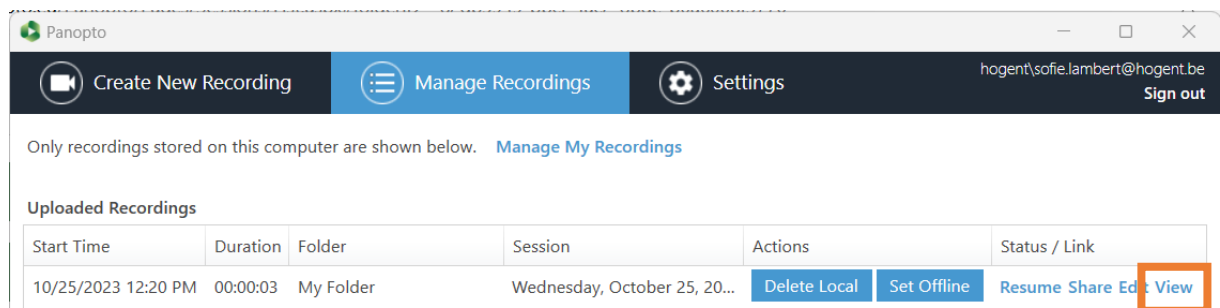 Panopto
Create New Recording Manage Recordings Settings hogent\sofie.lambert@hogent.be
Sign out
Only recordings stored on this computer are shown below. Manage My Recordings
Uploaded Recordings
Start Time Duration Folder Session Actions Status / Link
10/25/2023 12:20 PM 00:00:03 My Folder Wednesday, October 25, 20... Delete Local Set Offline Resume Share Edit View